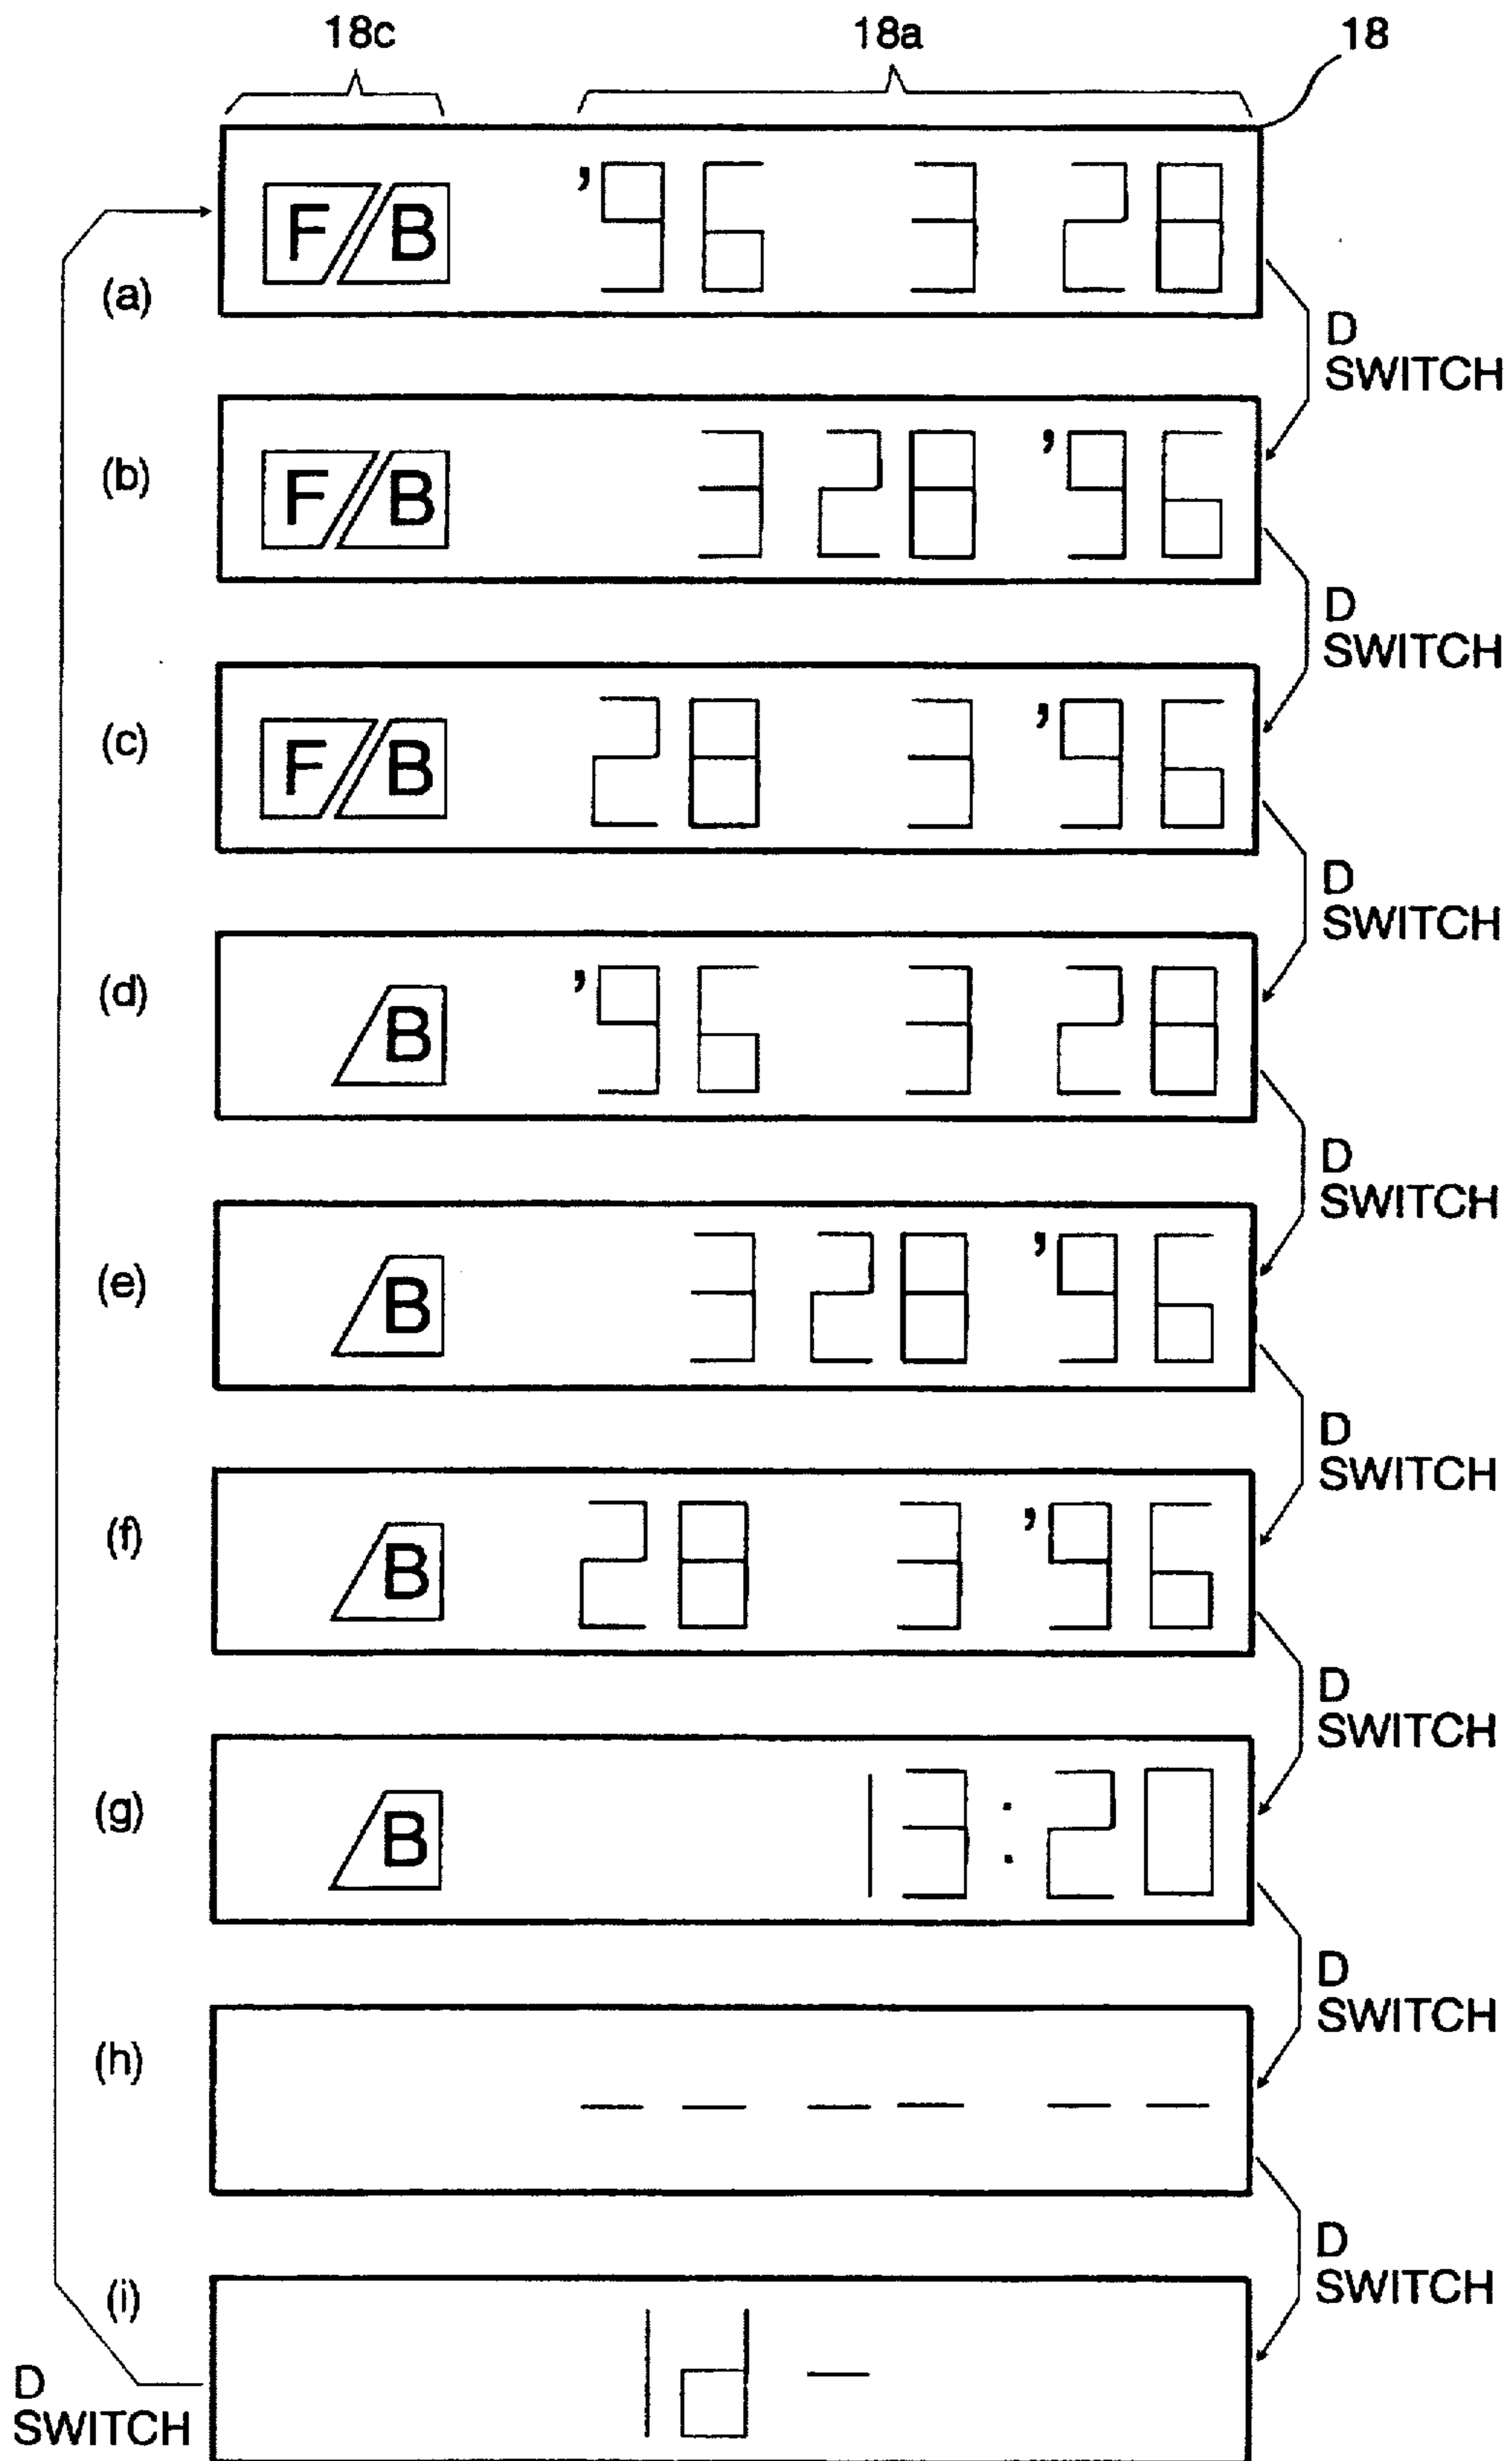 18c 18a 18
(a) F/B '96 3 28
D
SWITCH
(b) F/B 3 28 '96
D
SWITCH
(c) F/B 28 3 '96
D
SWITCH
(d) B '96 3 28
D
SWITCH
(e) B 3 28 '96
D
SWITCH
(f) B 28 3 '96
D
SWITCH
(g) B 13:20
D
SWITCH
(h) -- -- --
D
SWITCH
(i) Id -
D
SWITCH